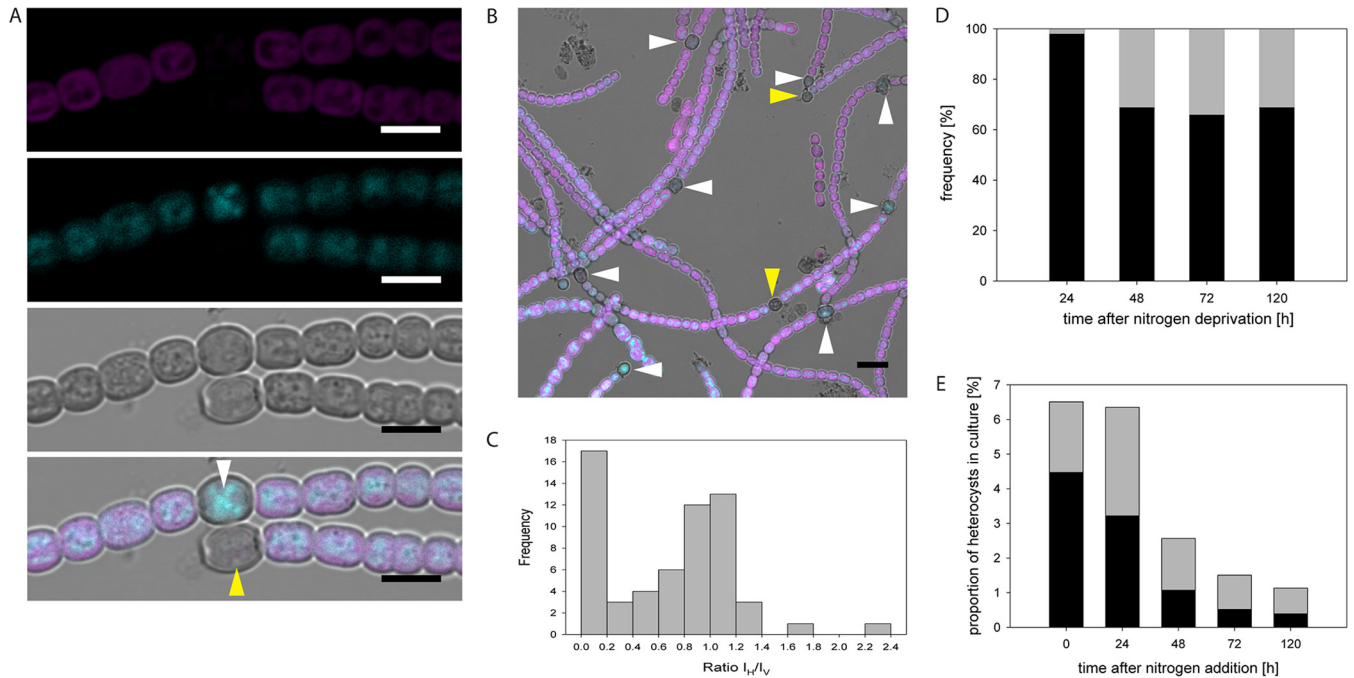 A
B
C
Frequency
18
16
14
12
10
8
6
4
2
0
0.0 0.2 0.4 0.6 0.8 1.0 1.2 1.4 1.6 1.8 2.0 2.2 2.4
Ratio I_H/I_V
D
frequency [%]
100
80
60
40
20
0
24 48 72 120
time after nitrogen deprivation [h]
E
proportion of heterocysts in culture [%]
7
6
5
4
3
2
1
0
0 24 48 72 120
time after nitrogen addition [h]